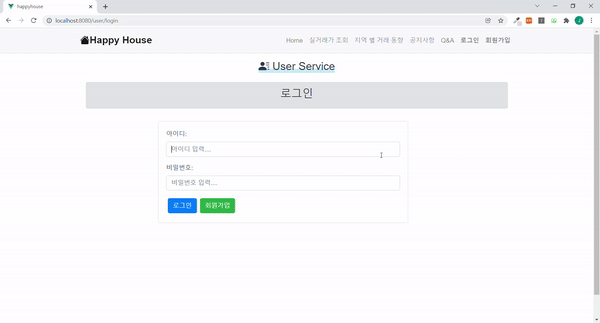 happyhouse
localhost:8080/user/login
Happy House
Home 실거래가 조회 지역 별 거래 동향 공지사항 Q&A 로그인 회원가입
User Service
로그인
아이디:
아이디 입력....
비밀번호:
비밀번호 입력....
로그인 회원가입